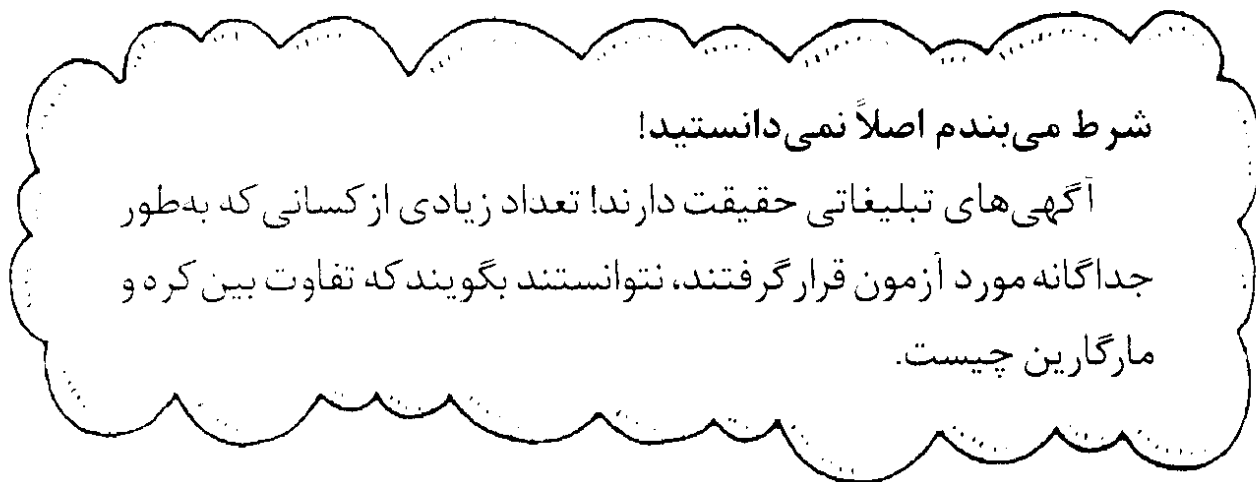 شرط می‌بندم اصلاً نمی‌دانستید!
آگهی‌های تبلیغاتی حقیقت دارند! تعداد زیادی از کسانی که به‌طور
جداگانه مورد آزمون قرار گرفتند، نتوانستند بگویند که تفاوت بین کره و
مارگارین چیست.